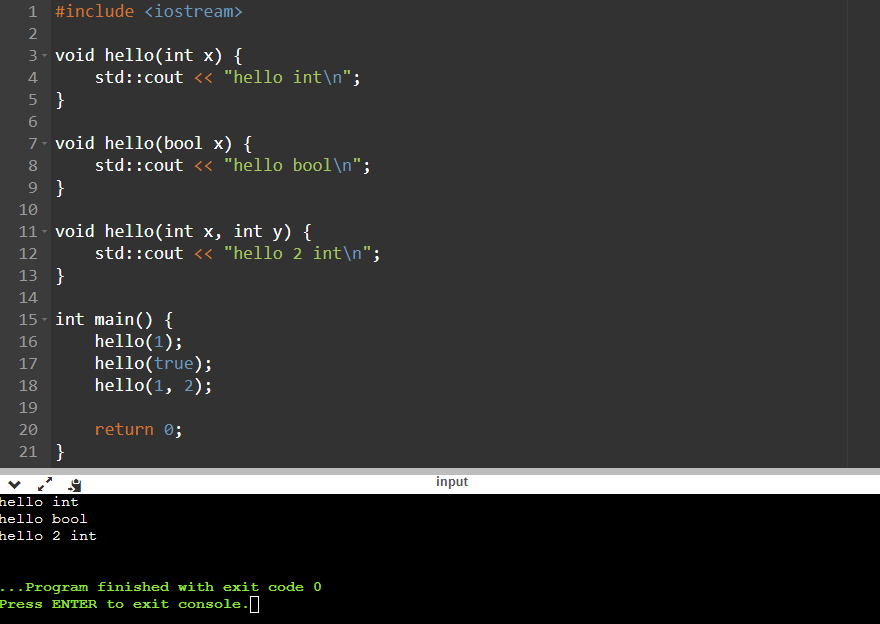 1 #include <iostream>
2
3 void hello(int x) {
4     std::cout << "hello int\n";
5 }
6
7 void hello(bool x) {
8     std::cout << "hello bool\n";
9 }
10
11 void hello(int x, int y) {
12     std::cout << "hello 2 int\n";
13 }
14
15 int main() {
16     hello(1);
17     hello(true);
18     hello(1, 2);
19
20     return 0;
21 }
input
hello int
hello bool
hello 2 int
...Program finished with exit code 0
Press ENTER to exit console.